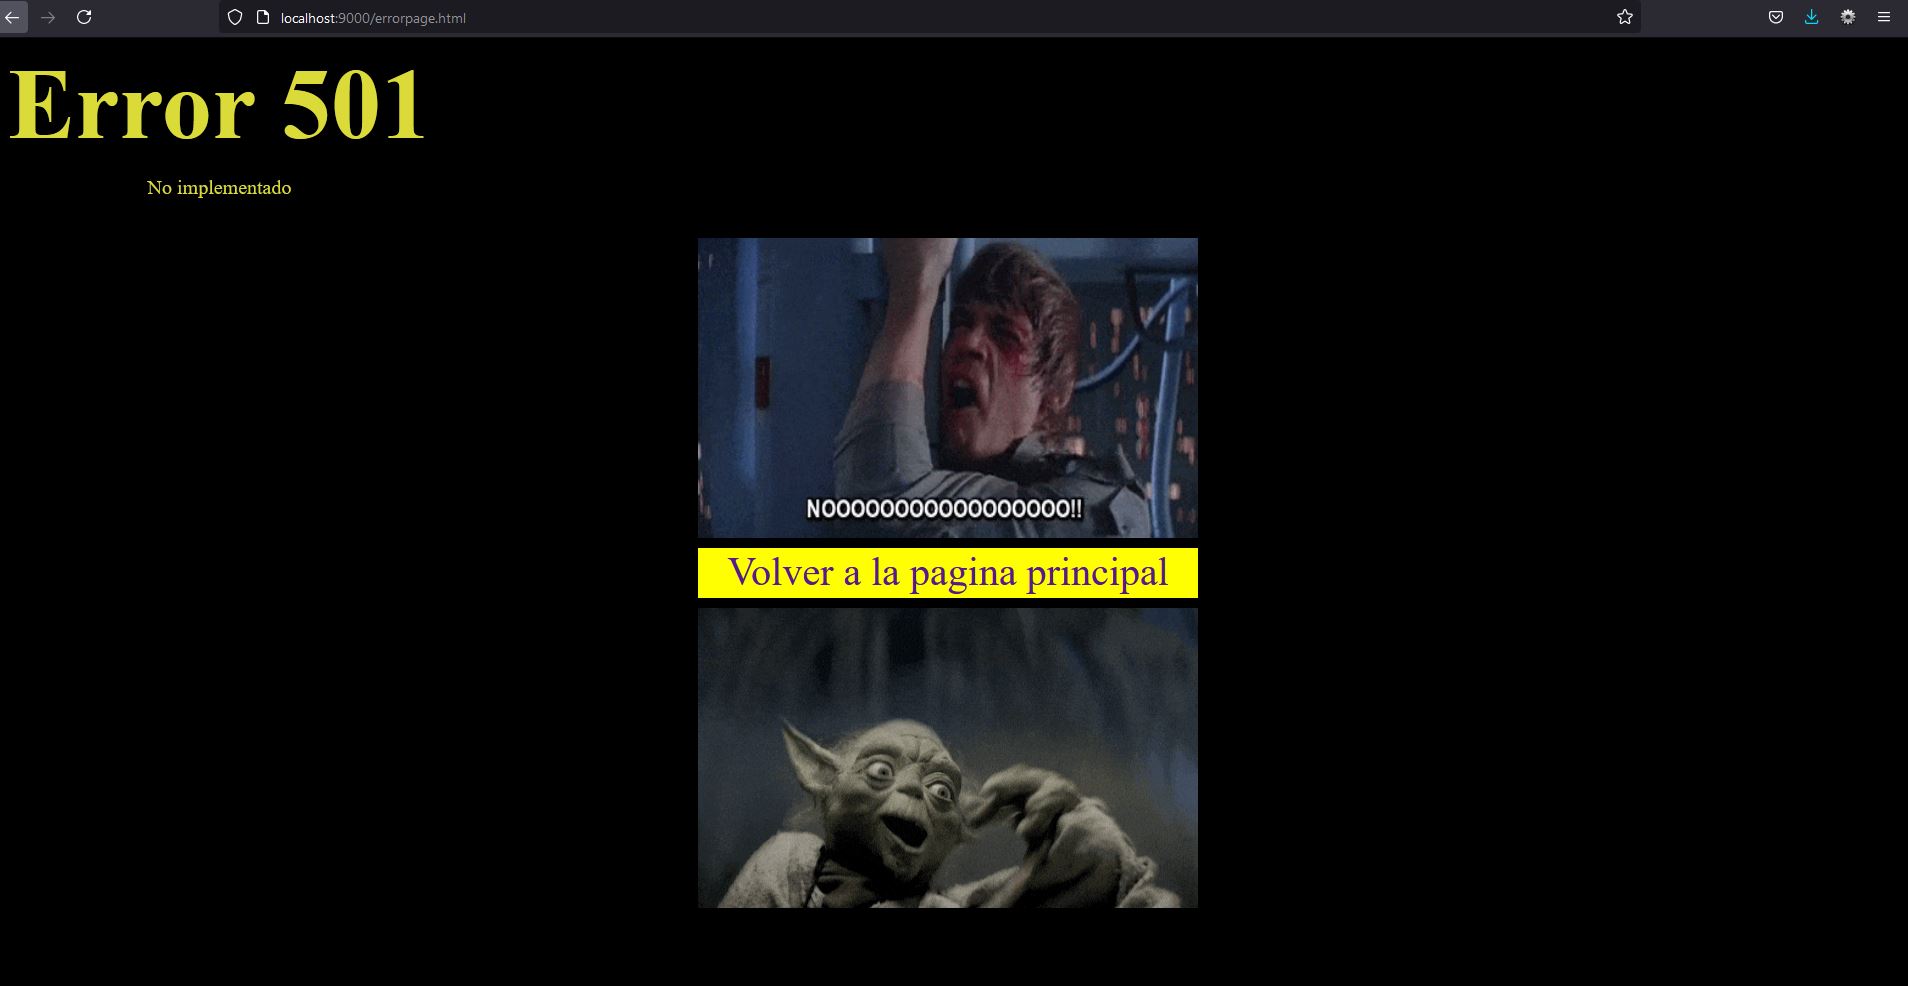 localhost:9000/errorpage.html
Error 501
No implementado
NOOOOOOOOOOOOOOOOO!!
Volver a la pagina principal